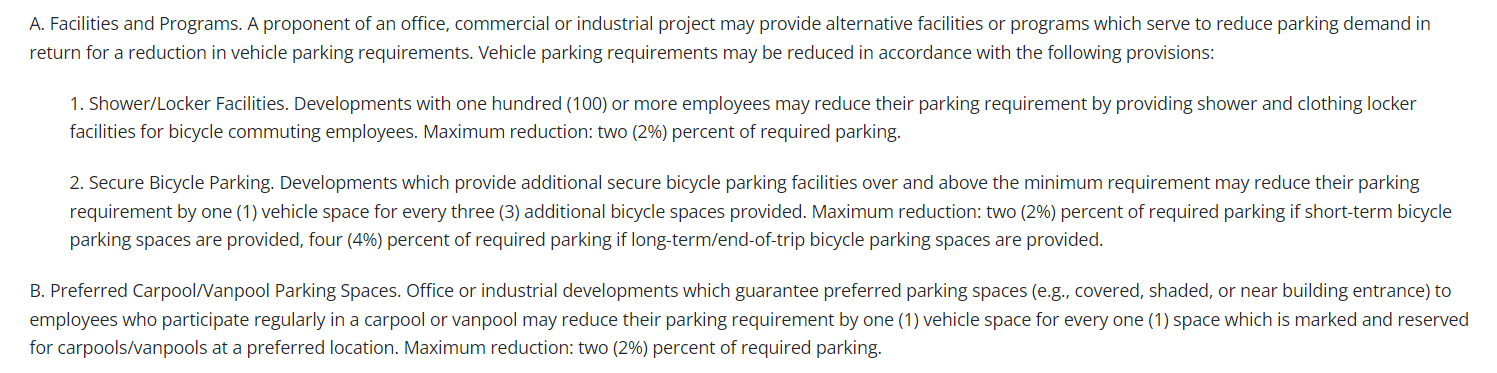 A. Facilities and Programs. A proponent of an office, commercial or industrial project may provide alternative facilities or programs which serve to reduce parking demand in
return for a reduction in vehicle parking requirements. Vehicle parking requirements may be reduced in accordance with the following provisions:
1. Shower/Locker Facilities. Developments with one hundred (100) or more employees may reduce their parking requirement by providing shower and clothing locker
facilities for bicycle commuting employees. Maximum reduction: two (2%) percent of required parking.
2. Secure Bicycle Parking. Developments which provide additional secure bicycle parking facilities over and above the minimum requirement may reduce their parking
requirement by one (1) vehicle space for every three (3) additional bicycle spaces provided. Maximum reduction: two (2%) percent of required parking if short-term bicycle
parking spaces are provided, four (4%) percent of required parking if long-term/end-of-trip bicycle parking spaces are provided.
B. Preferred Carpool/Vanpool Parking Spaces. Office or industrial developments which guarantee preferred parking spaces (e.g., covered, shaded, or near building entrance) to
employees who participate regularly in a carpool or vanpool may reduce their parking requirement by one (1) vehicle space for every one (1) space which is marked and reserved
for carpools/vanpools at a preferred location. Maximum reduction: two (2%) percent of required parking.